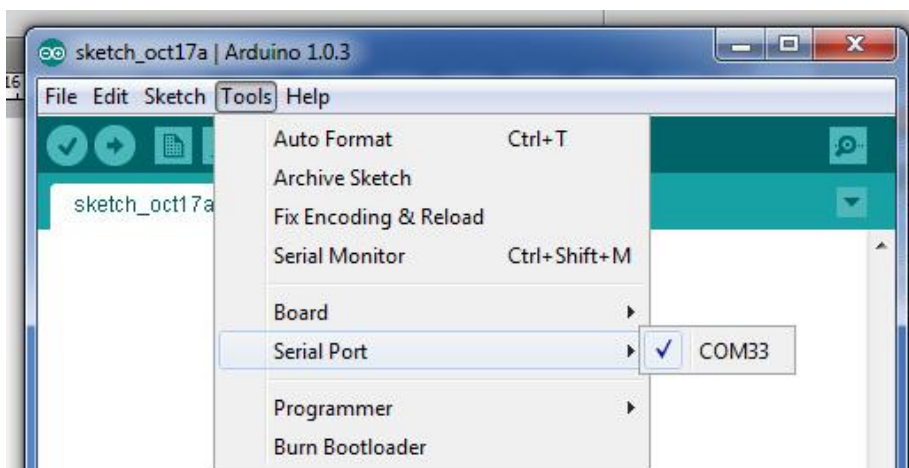 sketch_oct17a | Arduino 1.0.3
16
File Edit Sketch Tools Help
Auto Format Ctrl+T
Archive Sketch
sketch_oct17a
Fix Encoding & Reload
Serial Monitor Ctrl+Shift+M
Board
Serial Port COM33
Programmer
Burn Bootloader